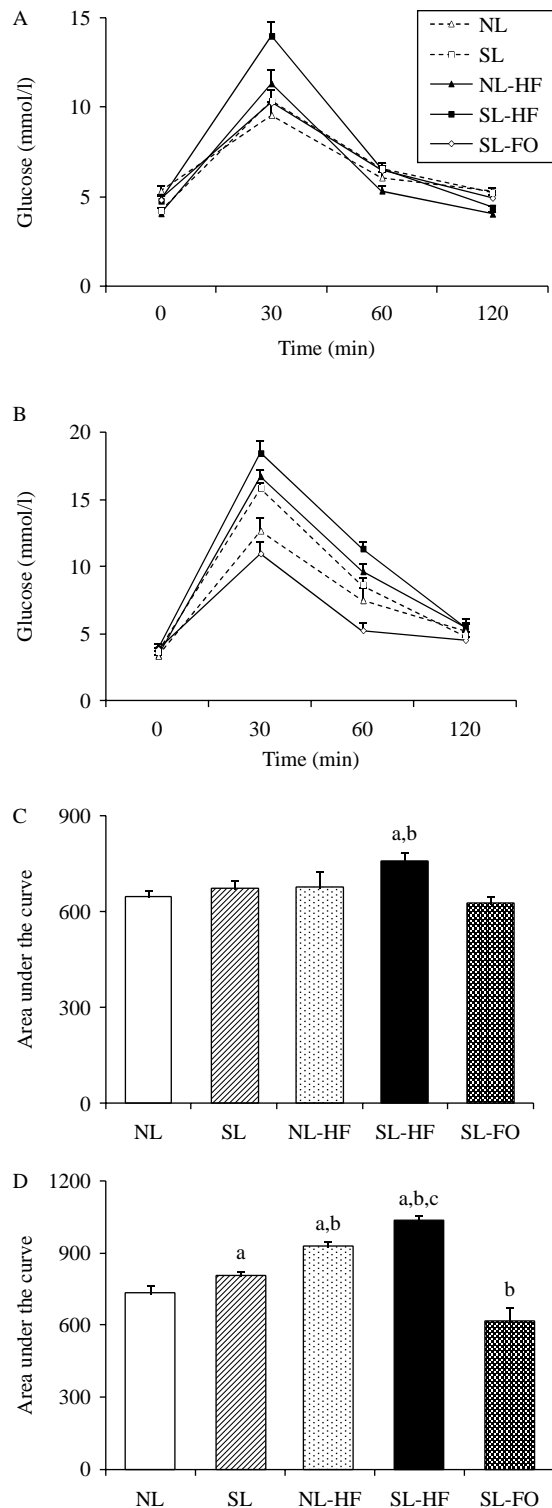 A
15
10
5
0
Glucose (mmol/l)
0 30 60 120
Time (min)
NL
SL
NL-HF
SL-HF
SL-FO
B
20
15
10
5
0
Glucose (mmol/l)
0 30 60 120
Time (min)
C
900
600
300
0
Area under the curve
a,b
NL SL NL-HF SL-HF SL-FO
D
1200
900
600
300
0
Area under the curve
a
a,b
a,b,c
b
NL SL NL-HF SL-HF SL-FO